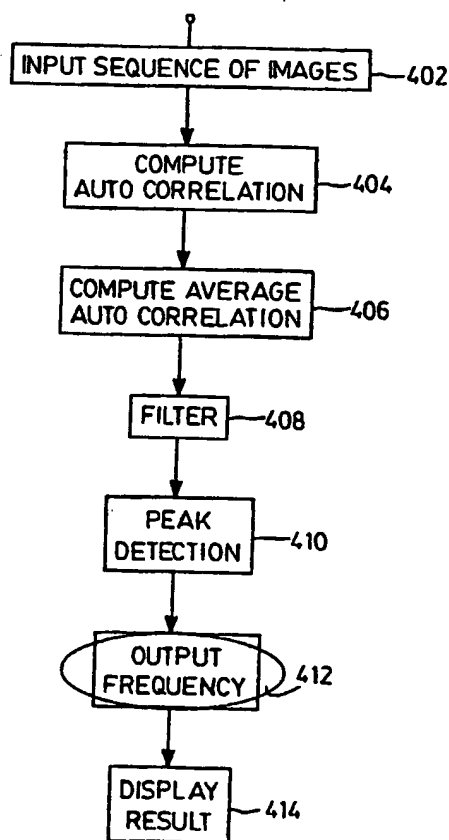 INPUT SEQUENCE OF IMAGES 402
COMPUTE
AUTO CORRELATION 404
COMPUTE AVERAGE
AUTO CORRELATION 406
FILTER 408
PEAK
DETECTION 410
OUTPUT
FREQUENCY 412
DISPLAY
RESULT 414